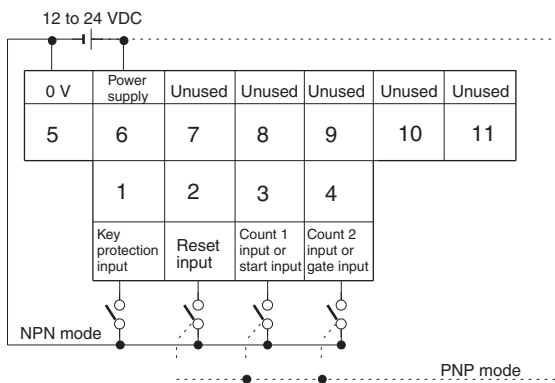 12 to 24 VDC
0 V
Power
supply
Unused
Unused
Unused
Unused
Unused
5
6
7
8
9
10
11
1
2
3
4
Key
protection
input
Reset
input
Count 1
input or
start input
Count 2
input or
gate input
NPN mode
PNP mode